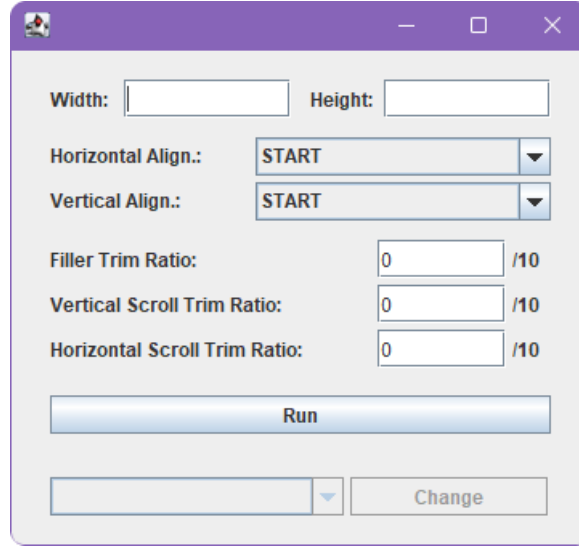 Width: Height:
Horizontal Align.: START
Vertical Align.: START
Filler Trim Ratio: 0 /10
Vertical Scroll Trim Ratio: 0 /10
Horizontal Scroll Trim Ratio: 0 /10
Run
Change